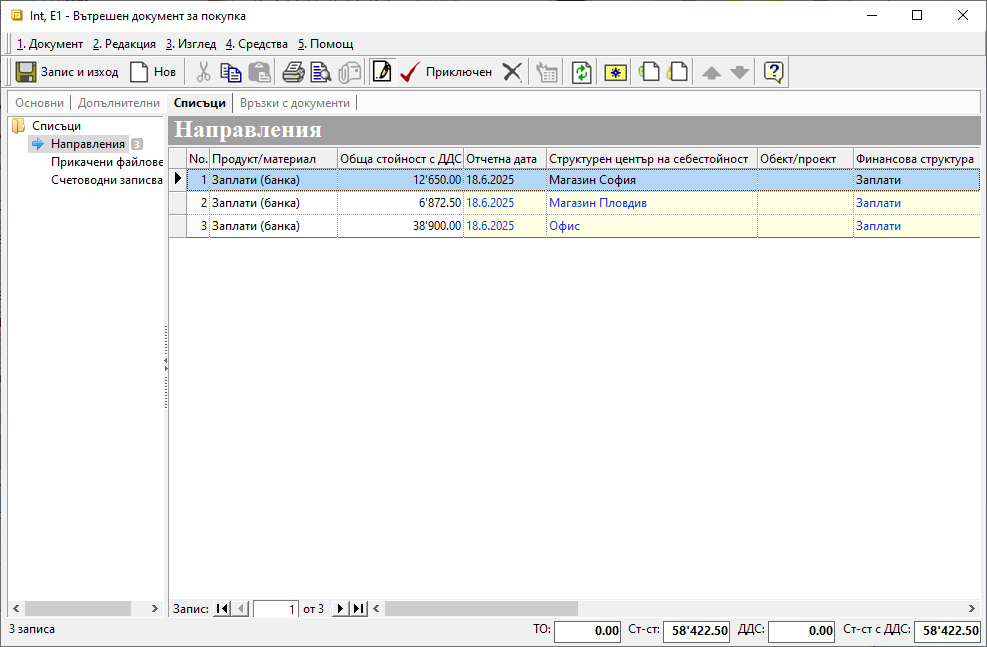 Int, E1 - Вътрешен документ за покупка
1. Документ 2. Редакция 3. Изглед 4. Средства 5. Помощ
Запис и изход Нов Приключен
Основни Допълнителни Списъци Връзки с документи
Списъци
Направления 3
Прикачени файлове
Счетоводни записва
Направления
No. Продукт/материал Обща стойност с ДДС Отчетна дата Структурен център на себестойност Обект/проект Финансова структура
1 Заплати (банка) 12'650.00 18.6.2025 Магазин София Заплати
2 Заплати (банка) 6'872.50 18.6.2025 Магазин Пловдив Заплати
3 Заплати (банка) 38'900.00 18.6.2025 Офис Заплати
Запис: 1 от 3
3 записа ТО: 0.00 Ст-ст: 58'422.50 ДДС: 0.00 Ст-ст с ДДС: 58'422.50